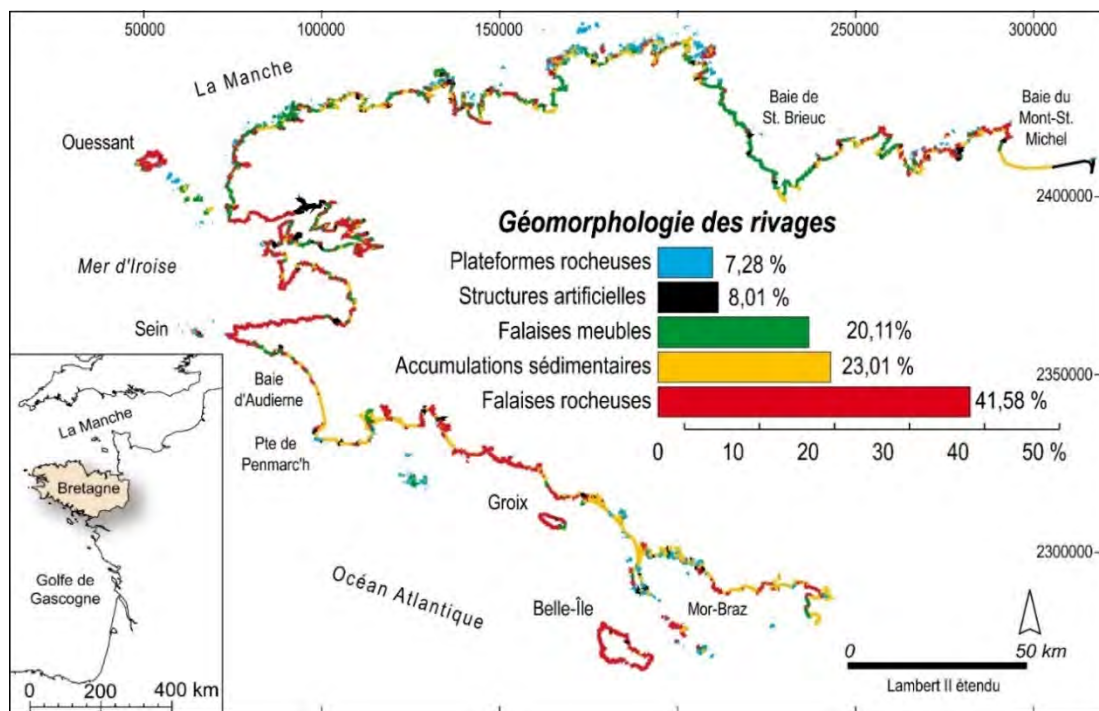 50000 100000 150000 250000 300000
La Manche
Baie de
St. Brieuc
Baie du
Mont-St.
Michel
Ouessant
2400000
Géomorphologie des rivages
Plateformes rocheuses 7,28 %
Structures artificielles 8,01 %
Falaises meubles 20,11%
Accumulations sédimentaires 23,01 %
Falaises rocheuses 41,58 %
0 10 20 30 40 50 %
Mer d'Iroise
Sein
2350000
Baie
d'Audierne
Pte de
Penmarc'h
La Manche
Bretagne
Golfe de
Gascogne
0 200 400 km
Groix
2300000
Océan Atlantique
Belle-Île
Mor-Braz
0 50 km
Lambert II étendu